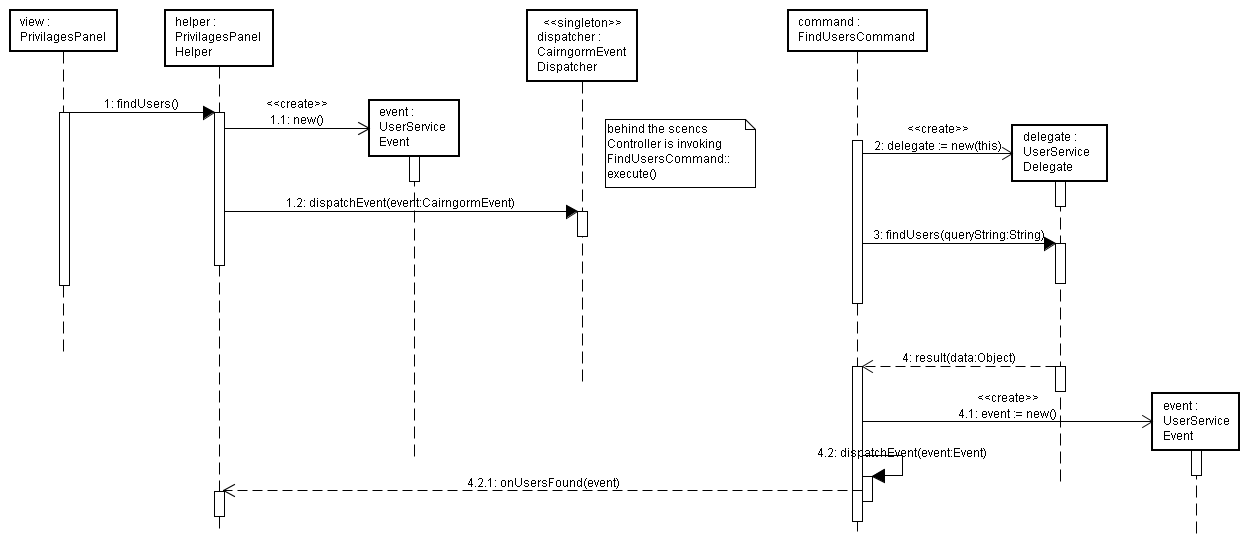 view :
PrivilagesPanel
helper :
PrivilagesPanel
Helper
<<singleton>>
dispatcher :
CairngormEvent
Dispatcher
command :
FindUsersCommand
1: findUsers()
<<create>>
1.1: new()
event :
UserService
Event
behind the scencs
Controller is invoking
FindUsersCommand::
execute()
<<create>>
2: delegate := new(this)
delegate :
UserService
Delegate
1.2: dispatchEvent(event:CairngormEvent)
3: findUsers(queryString:String)
4: result(data:Object)
<<create>>
4.1: event := new()
event :
UserService
Event
4.2: dispatchEvent(event:Event)
4.2.1: onUsersFound(event)